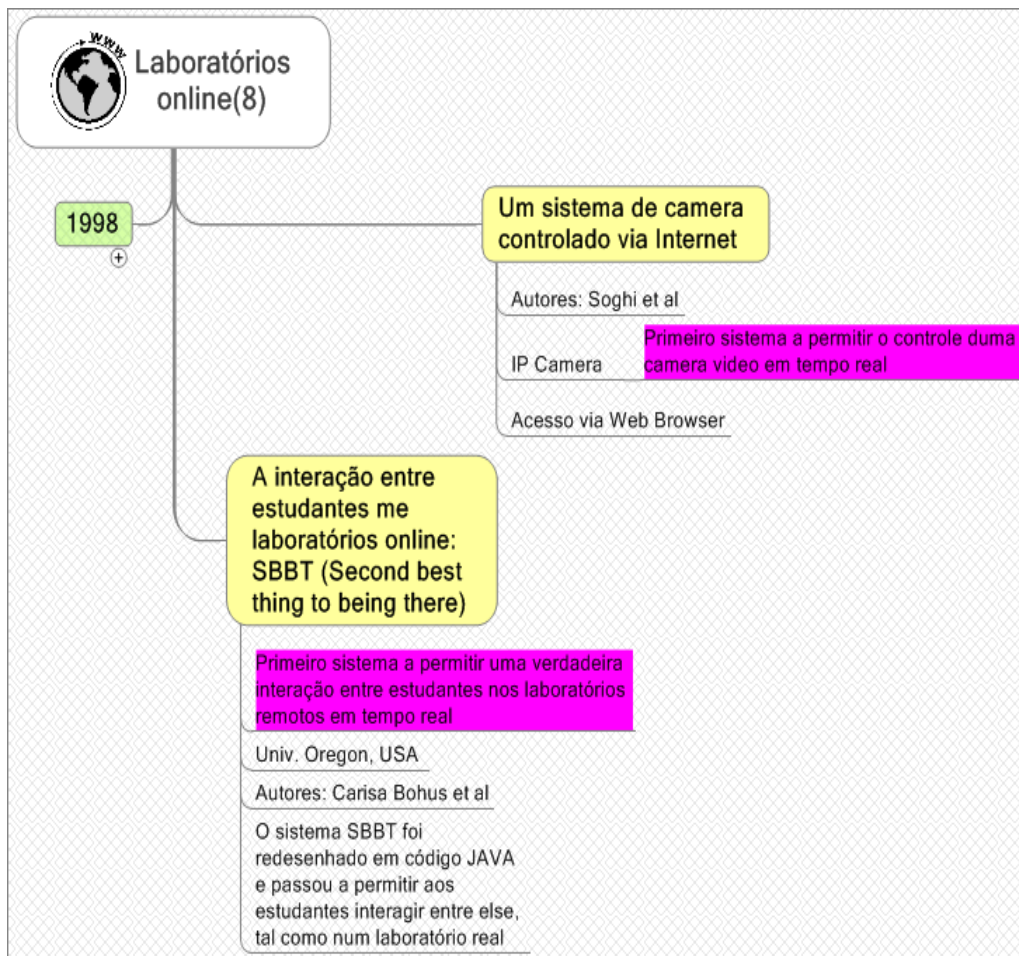 www
Laboratórios
online(8)
1998
Um sistema de camera
controlado via Internet
Autores: Soghi et al
IP Camera
Primeiro sistema a permitir o controle duma
camera video em tempo real
Acesso via Web Browser
A interação entre
estudantes me
laboratórios online:
SBBT (Second best
thing to being there)
Primeiro sistema a permitir uma verdadeira
interação entre estudantes nos laboratórios
remotos em tempo real
Univ. Oregon, USA
Autores: Carisa Bohus et al
O sistema SBBT foi
redesenhado em código JAVA
e passou a permitir aos
estudantes interagir entre else,
tal como num laboratório real